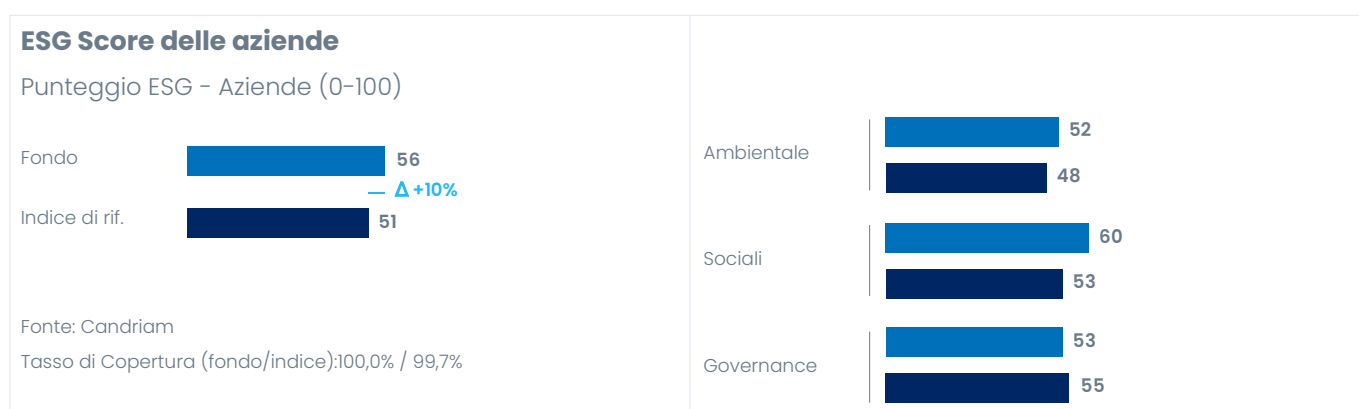 ESG Score delle aziende
Punteggio ESG - Aziende (0-100)
Fondo
56
Δ +10%
Indice di rif.
51
Fonte: Candriam
Tasso di Copertura (fondo/indice):100,0% / 99,7%
Ambientale
52
48
Sociali
60
53
Governance
53
55